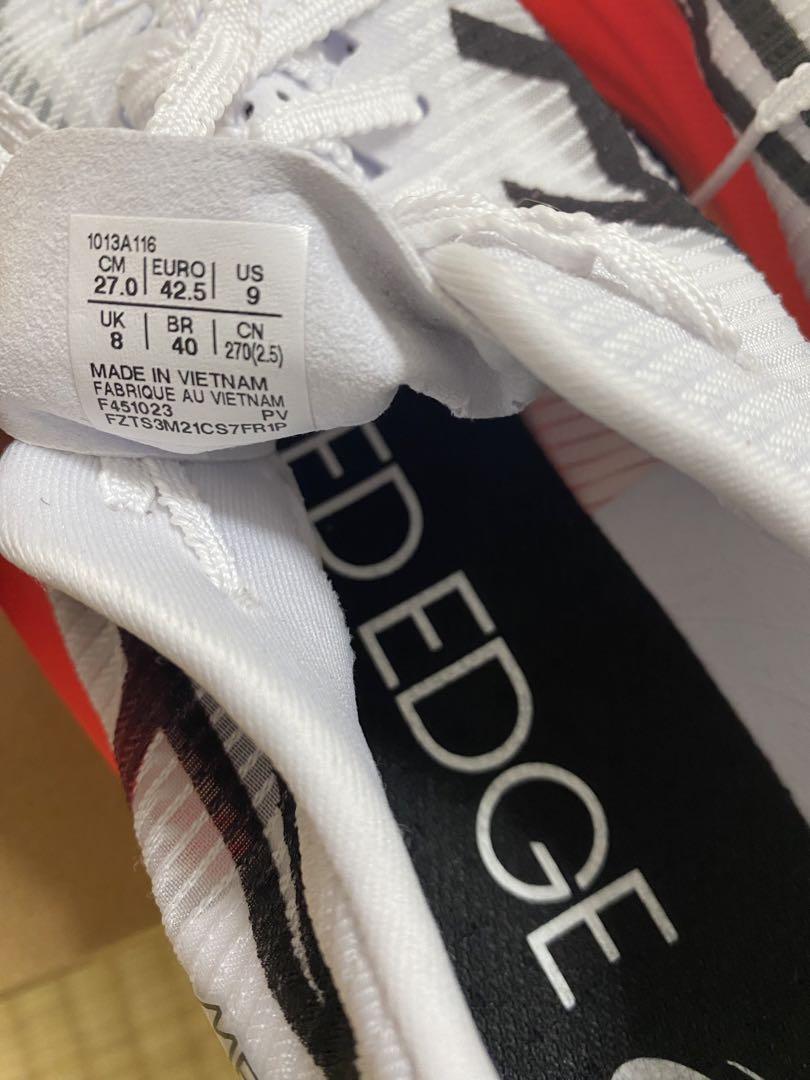 1013A116
CM | EURO | US
27.0 | 42.5 | 9
UK | BR | CN
8 | 40 | 270(2.5)
MADE IN VIETNAM
FABRIQUE AU VIETNAM
F451023 PV
FZTS3M21CS7FR1P
ED EDGE